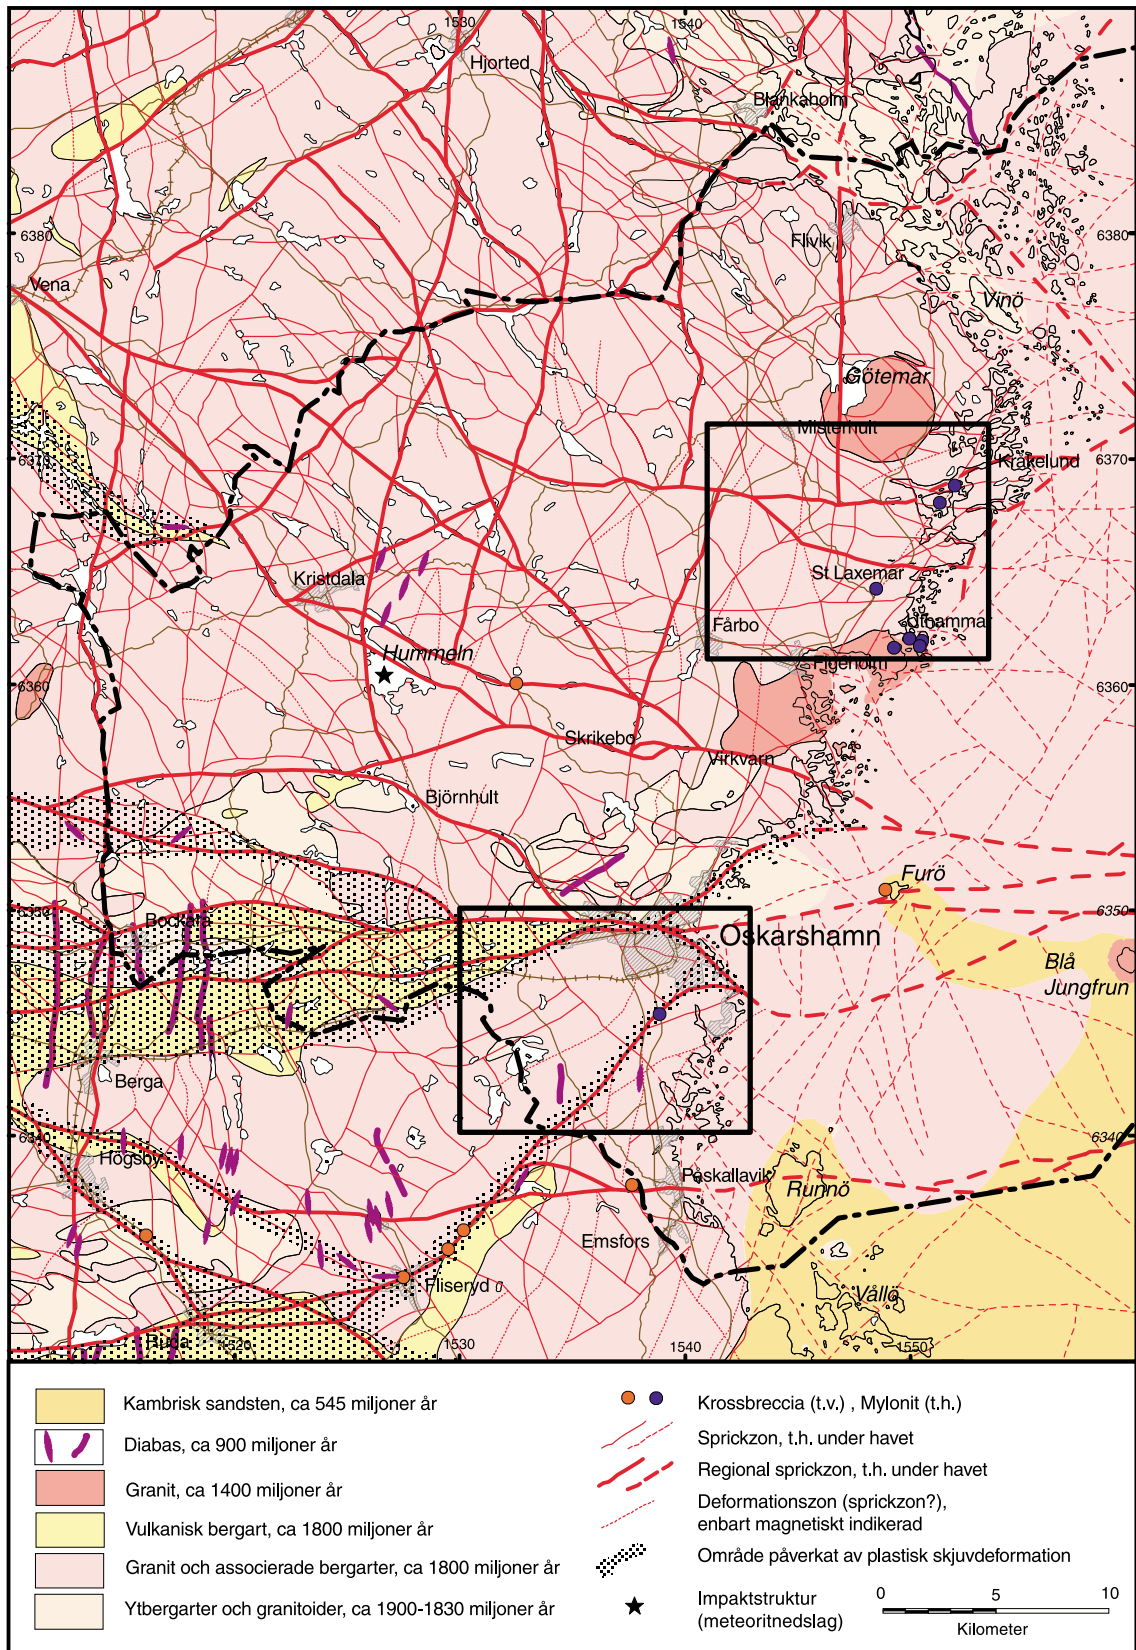 1530
1540
Hjorted
Blankaholm
6380
6380
Flivik
Vena
Vinö
Götemar
Misterhult
6370
Kråkelund
6370
St Laxemar
Kristdala
Fårbo
Uthammar
Hummeln
Figeholm
6360
6360
Skrikebo
Virkvarn
Björnhult
Furö
6350
Bockara
6350
Oskarshamn
Blå
Jungfrun
Berga
6340
6340
Högsby
Påskallavik
Runnö
Emsfors
Fliseryd
Vållö
Ruda
1520
1530
1540
1550
Kambrisk sandsten, ca 545 miljoner år
Diabas, ca 900 miljoner år
Granit, ca 1400 miljoner år
Vulkanisk bergart, ca 1800 miljoner år
Granit och associerade bergarter, ca 1800 miljoner år
Ytbergarter och granitoider, ca 1900-1830 miljoner år
Krossbreccia (t.v.) , Mylonit (t.h.)
Sprickzon, t.h. under havet
Regional sprickzon, t.h. under havet
Deformationszon (sprickzon?),
enbart magnetiskt indikerad
Område påverkat av plastisk skjuvdeformation
Impaktstruktur
(meteoritnedslag)
0 5 10
Kilometer